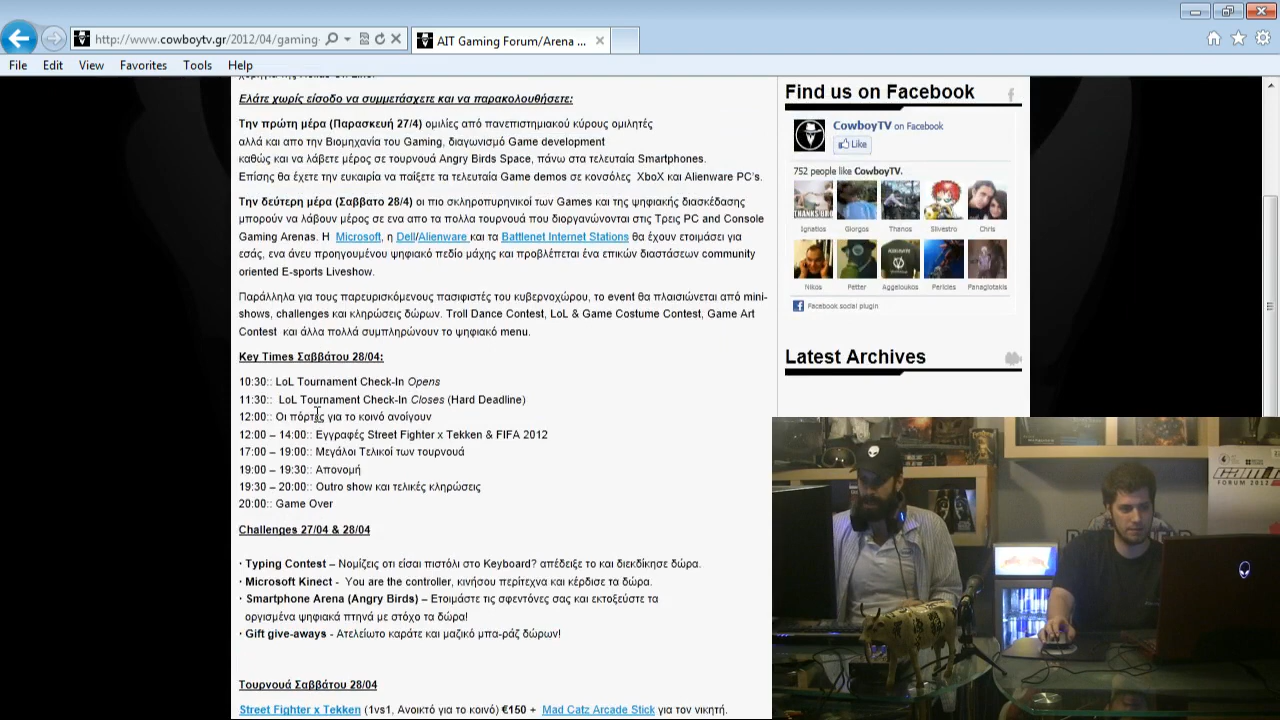 http://www.cowboytv.gr/2012/04/gaming-
AIT Gaming Forum/Arena ...
File Edit View Favorites Tools Help
Ελάτε χωρίς είσοδο να συμμετάσχετε και να παρακολουθήσετε:
Την πρώτη μέρα (Παρασκευή 27/4) ομιλίες από πανεπιστημιακού κύρους ομιλητές
αλλά και απο την Βιομηχανία του Gaming, διαγωνισμό Game development
καθώς και να λάβετε μέρος σε τουρνουά Angry Birds Space, πάνω στα τελευταία Smartphones.
Επίσης θα έχετε την ευκαιρία να παίξετε τα τελευταία Game demos σε κονσόλες XboX και Alienware PC's.
Την δεύτερη μέρα (Σαββατο 28/4) οι πιο σκληροπυρηνικοί των Games και της ψηφιακής διασκέδασης
μπορούν να λάβουν μέρος σε ενα απο τα πολλα τουρνουά που διοργανώνονται στις Τρεις PC and Console
Gaming Arenas. Η Microsoft, η Dell/Alienware και τα Battlenet Internet Stations θα έχουν ετοιμάσει για
εσάς, ενα άνευ προηγουμένου ψηφιακό πεδίο μάχης και προβλέπεται ένα επικών διαστάσεων community
oriented E-sports Liveshow.
Παράλληλα για τους παρευρισκόμενους πασιφιστές του κυβερνοχώρου, το event θα πλαισιώνεται από mini-
shows, challenges και κληρώσεις δώρων. Troll Dance Contest, LoL & Game Costume Contest, Game Art
Contest και άλλα πολλά συμπληρώνουν το ψηφιακό menu.
Key Times Σαββάτου 28/04:
10:30:: LoL Tournament Check-In Opens
11:30:: LoL Tournament Check-In Closes (Hard Deadline)
12:00:: Οι πόρτες για το κοινό ανοίγουν
12:00 – 14:00:: Εγγραφές Street Fighter x Tekken & FIFA 2012
17:00 – 19:00:: Μεγάλοι Τελικοί των τουρνουά
19:00 – 19:30:: Απονομή
19:30 – 20:00:: Outro show και τελικές κληρώσεις
20:00:: Game Over
Challenges 27/04 & 28/04
· Typing Contest – Νομίζεις οτι είσαι πιστόλι στο Keyboard? απέδειξε το και διεκδίκησε δώρα.
· Microsoft Kinect - You are the controller, κινήσου περίτεχνα και κέρδισε τα δώρα.
· Smartphone Arena (Angry Birds) – Ετοιμάστε τις σφεντόνες σας και εκτοξεύστε τα
οργισμένα ψηφιακά πτηνά με στόχο τα δώρα!
· Gift give-aways - Ατελείωτο καράτε και μαζικό μπα-ράζ δώρων!
Τουρνουά Σαββάτου 28/04
Street Fighter x Tekken (1vs1, Ανοικτό για το κοινό) €150 + Mad Catz Arcade Stick για τον νικητή.
Find us on Facebook
CowboyTV on Facebook
Like
752 people like CowboyTV.
Ignatios Giorgos Thanos Silvestro Chris
Nikos Petter Aggeloukos Pericles Panagiotakis
Facebook social plugin
Latest Archives
FORUM 2012